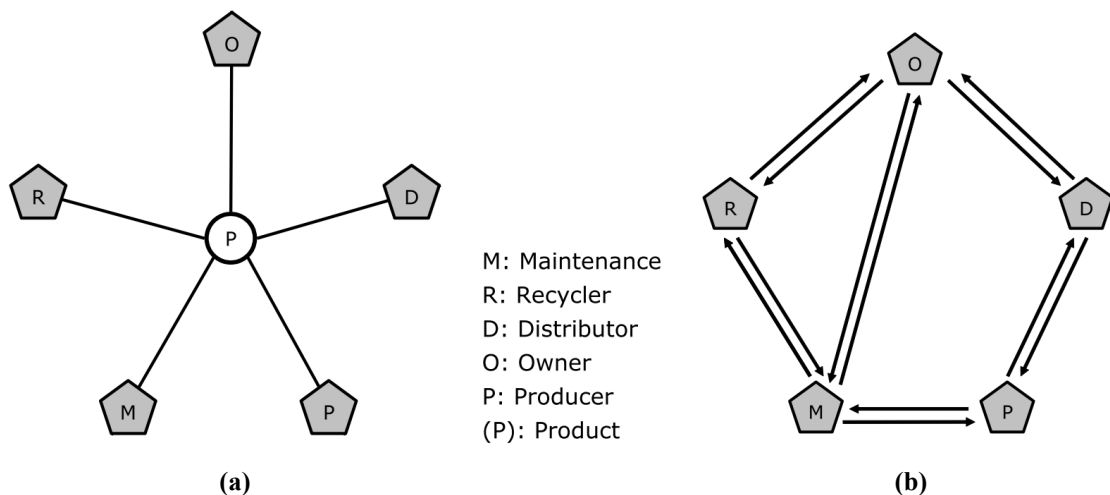 O
R
D
P
M
P
(a)
M: Maintenance
R: Recycler
D: Distributor
O: Owner
P: Producer
(P): Product
O
R
D
M
P
(b)